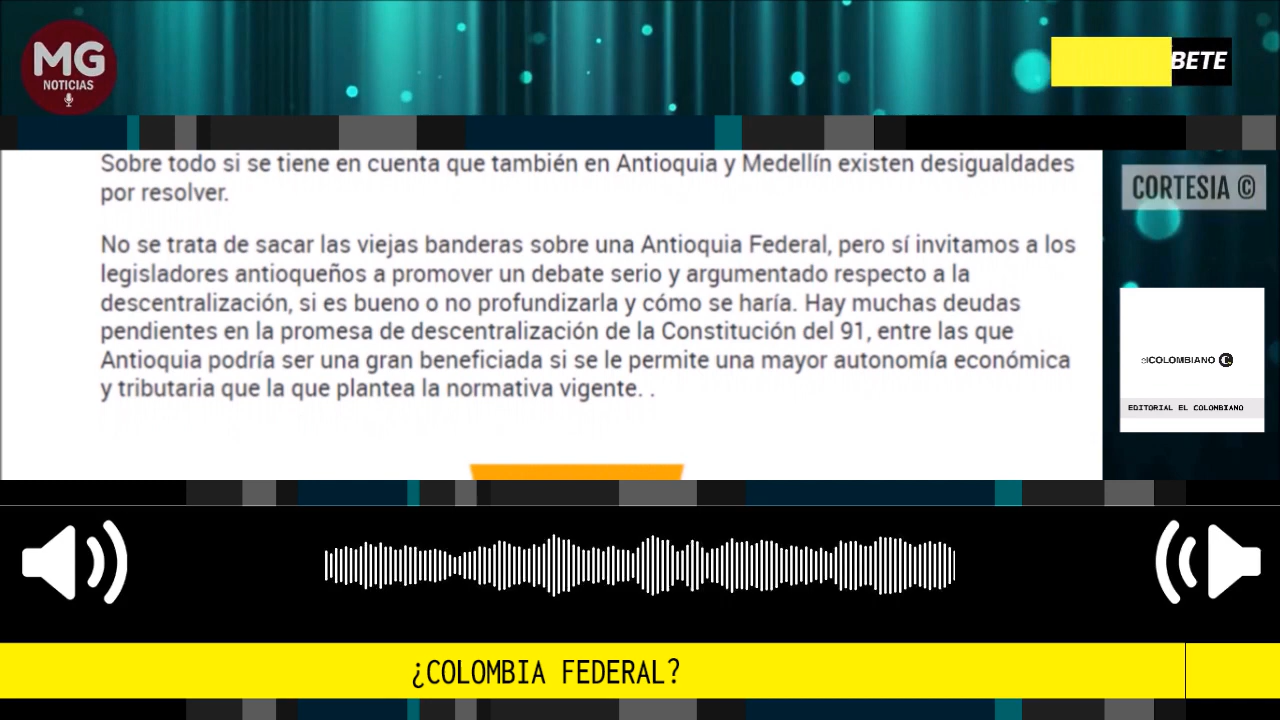 MG
NOTICIAS
BETE
Sobre todo si se tiene en cuenta que también en Antioquia y Medellín existen desigualdades
por resolver.
CORTESIA ©
No se trata de sacar las viejas banderas sobre una Antioquia Federal, pero sí invitamos a los
legisladores antioqueños a promover un debate serio y argumentado respecto a la
descentralización, si es bueno o no profundizarla y cómo se haría. Hay muchas deudas
pendientes en la promesa de descentralización de la Constitución del 91, entre las que
Antioquia podría ser una gran beneficiada si se le permite una mayor autonomía económica
y tributaria que la que plantea la normativa vigente. .
elCOLOMBIANO
EDITORIAL EL COLOMBIANO
¿COLOMBIA FEDERAL?